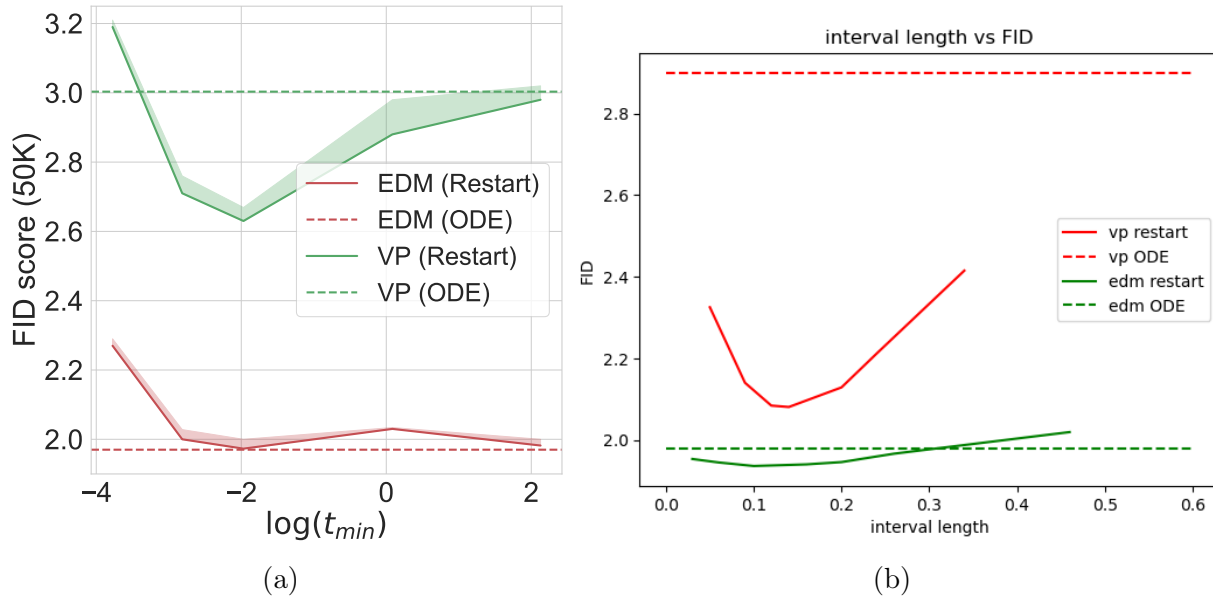 3.2
3.0
2.8
2.6
2.4
2.2
2.0
FID score (50K)
EDM (Restart)
EDM (ODE)
VP (Restart)
VP (ODE)
−4
−2
0
2
log(t_min)
(a)
interval length vs FID
2.8
2.6
2.4
2.2
2.0
FID
vp restart
vp ODE
edm restart
edm ODE
0.0
0.1
0.2
0.3
0.4
0.5
0.6
interval length
(b)